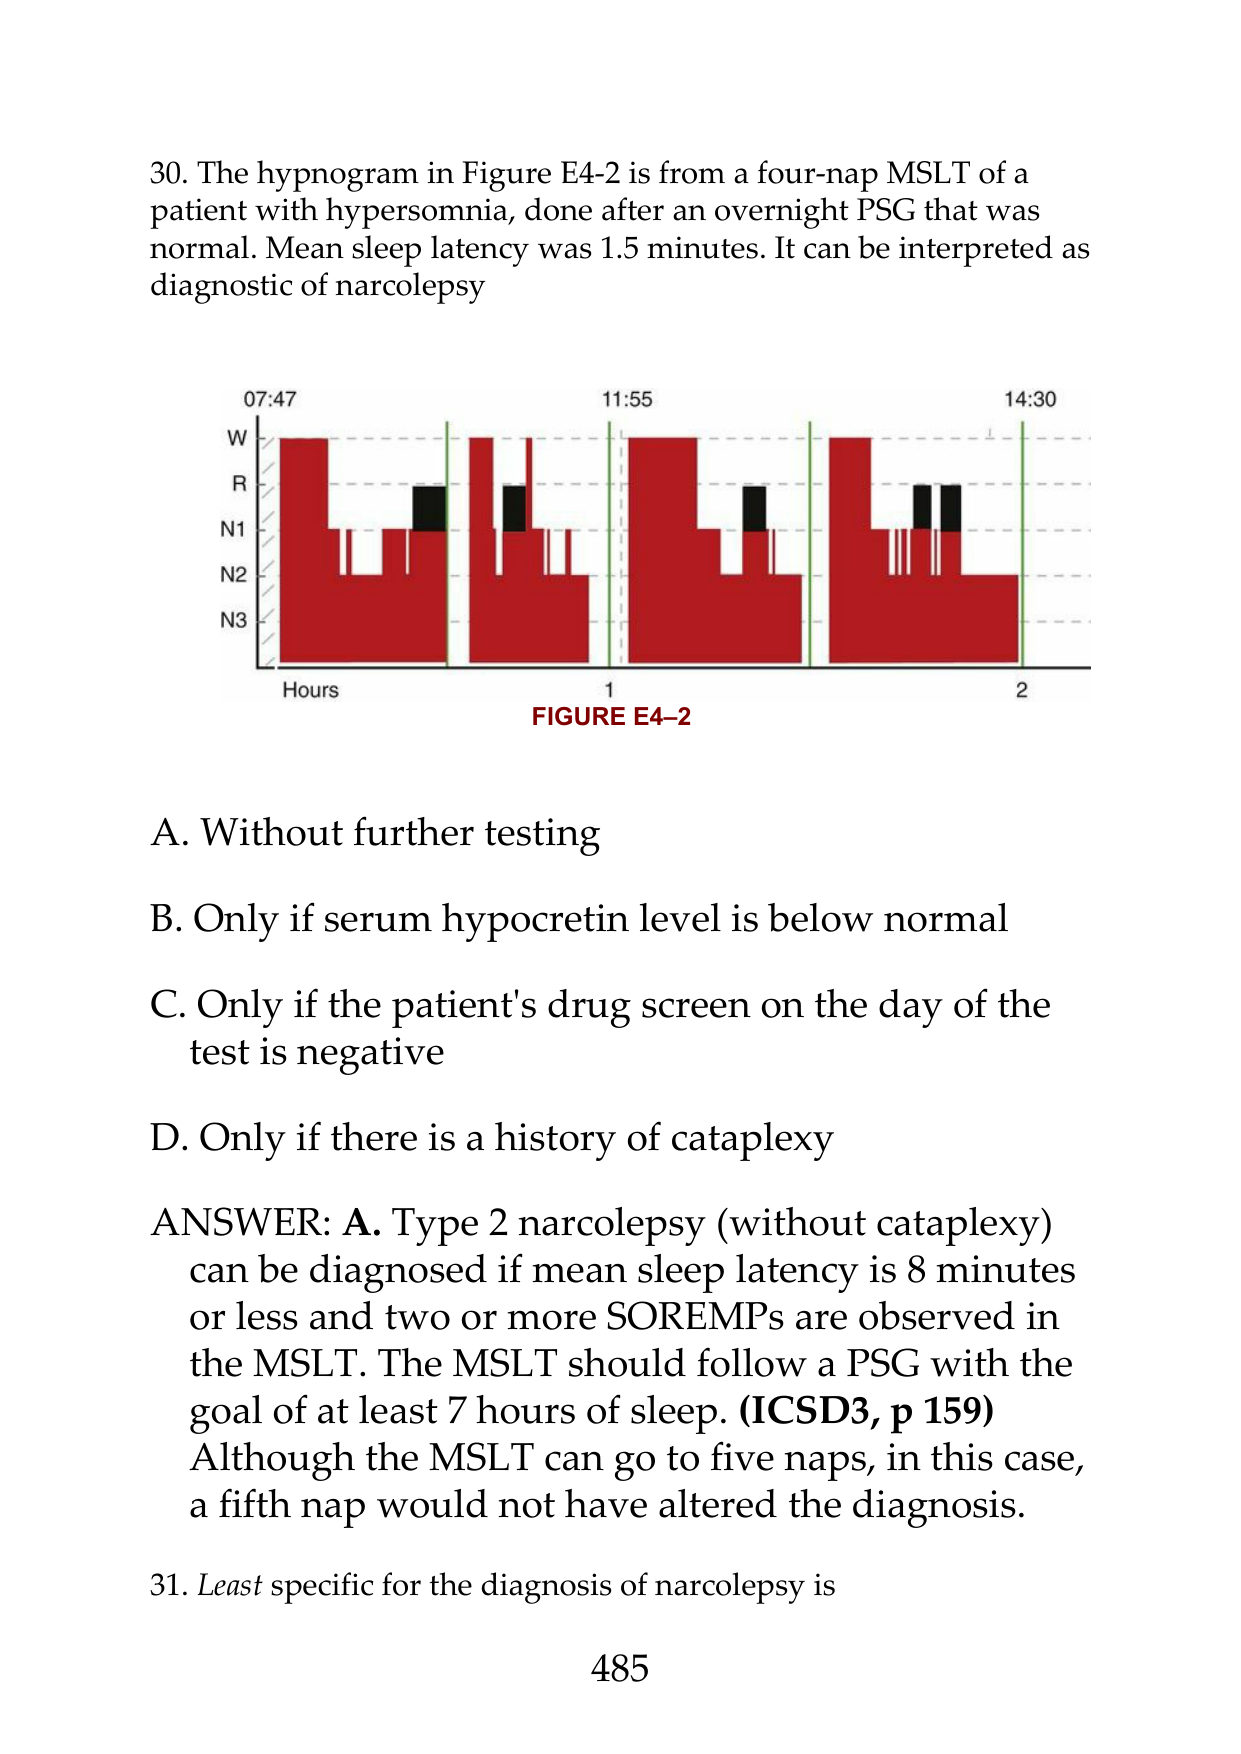 30. The hypnogram in Figure E4-2 is from a four-nap MSLT of a
patient with hypersomnia, done after an overnight PSG that was
normal. Mean sleep latency was 1.5 minutes. It can be interpreted as
diagnostic of narcolepsy
07:47 11:55 14:30
W
R
N1
N2
N3
Hours 1 2
FIGURE E4–2
A. Without further testing
B. Only if serum hypocretin level is below normal
C. Only if the patient's drug screen on the day of the
test is negative
D. Only if there is a history of cataplexy
ANSWER: A. Type 2 narcolepsy (without cataplexy)
can be diagnosed if mean sleep latency is 8 minutes
or less and two or more SOREMPs are observed in
the MSLT. The MSLT should follow a PSG with the
goal of at least 7 hours of sleep. (ICSD3, p 159)
Although the MSLT can go to five naps, in this case,
a fifth nap would not have altered the diagnosis.
31. Least specific for the diagnosis of narcolepsy is
485